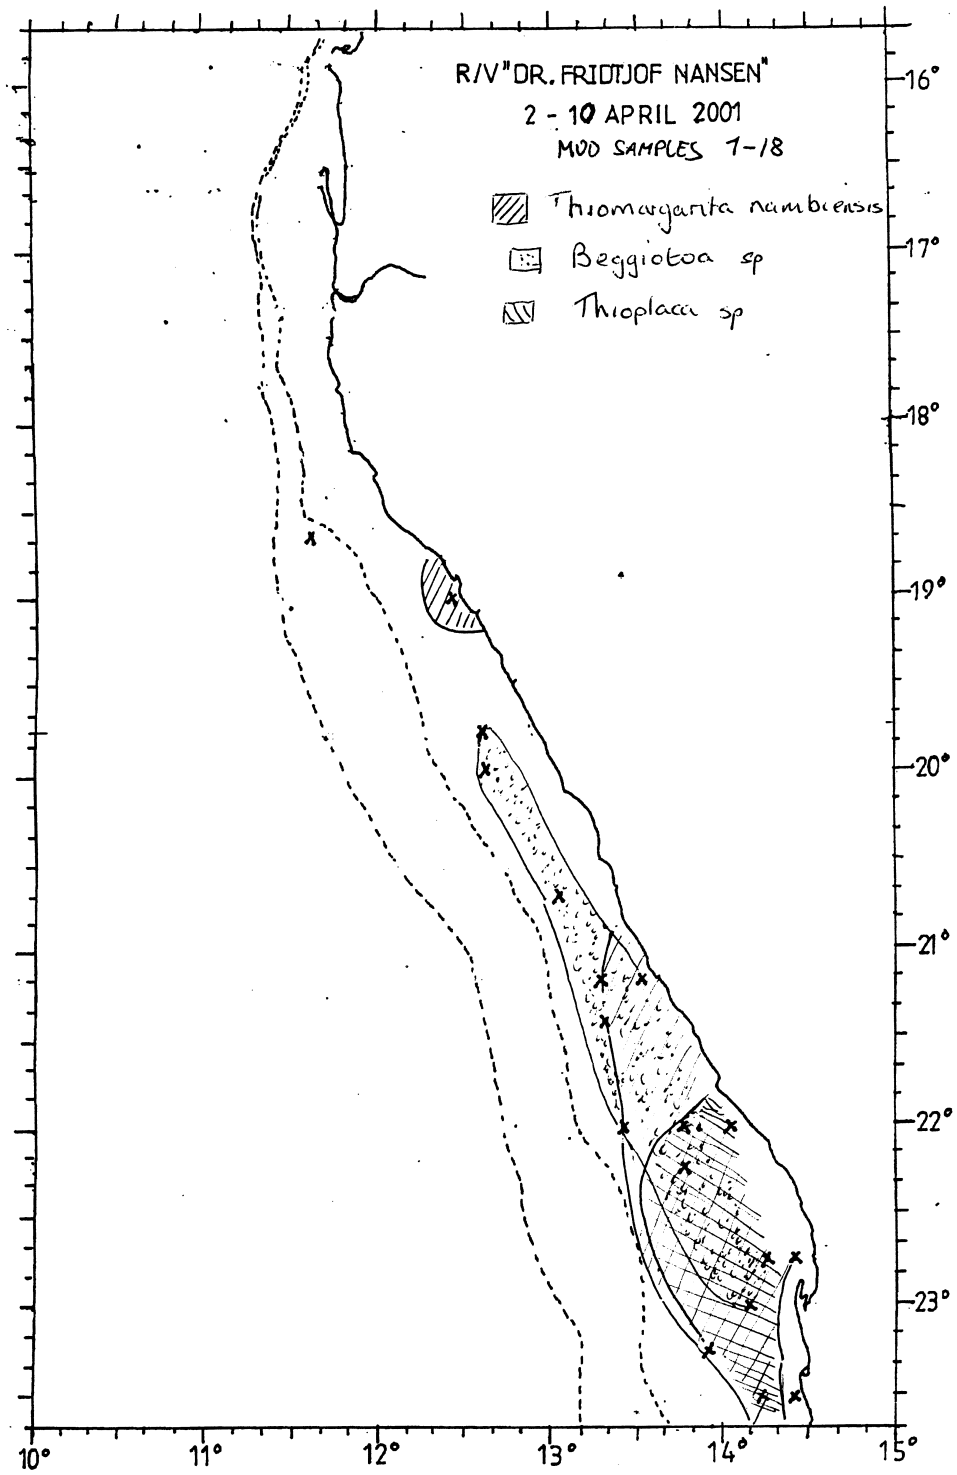 R/V "DR. FRIDTJOF NANSEN"
2 - 10 APRIL 2001
MUD SAMPLES 1-18
Thiomargarita nambiensis
Beggiotoa sp
Thioplaca sp
16°
17°
18°
19°
20°
21°
22°
23°
10° 11° 12° 13° 14° 15°